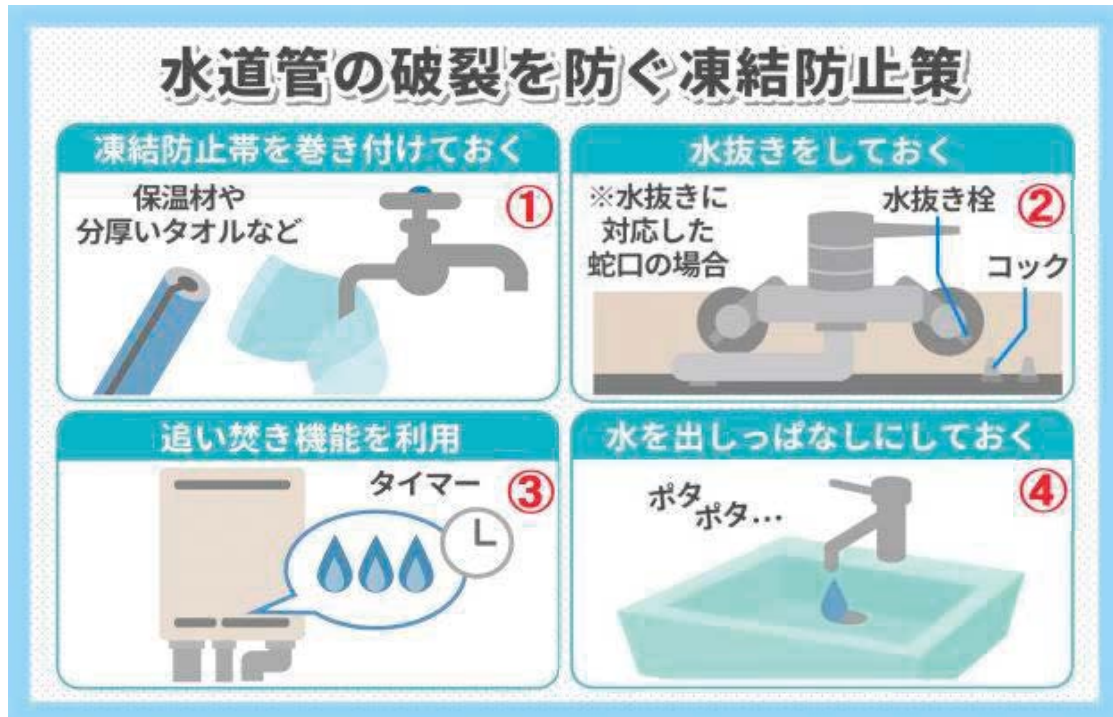 水道管の破裂を防ぐ凍結防止策
凍結防止帯を巻き付けておく
保温材や
分厚いタオルなど
①
水抜きをしておく
※水抜きに
対応した
蛇口の場合
水抜き栓
②
コック
追い焚き機能を利用
タイマー
③
水を出しっぱなしにしておく
ポタ
ポタ…
④